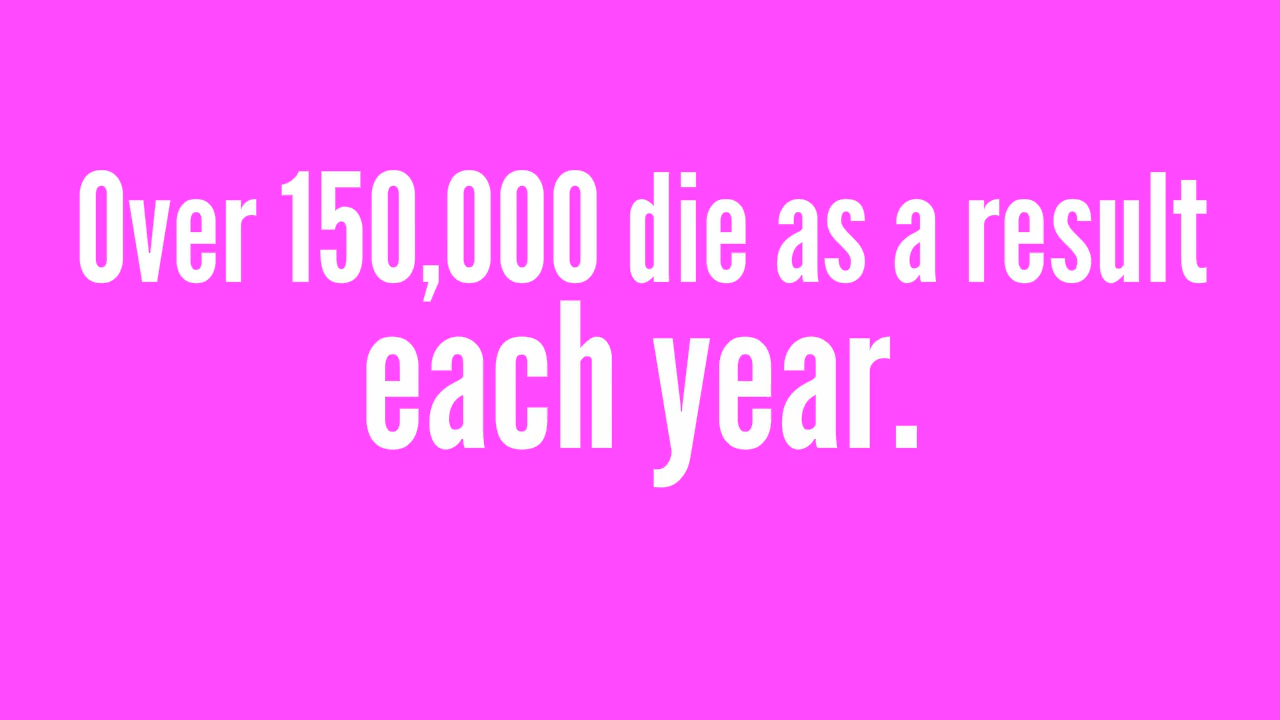 Over 150,000 die as a result
each year.